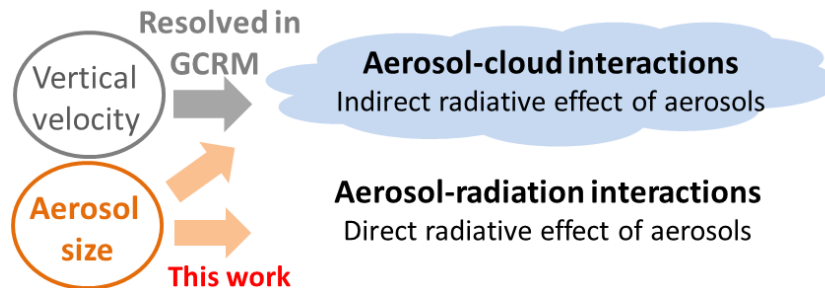 Resolved in
GCRM
Vertical
velocity
Aerosol-cloud interactions
Indirect radiative effect of aerosols
Aerosol
size
Aerosol-radiation interactions
Direct radiative effect of aerosols
This work